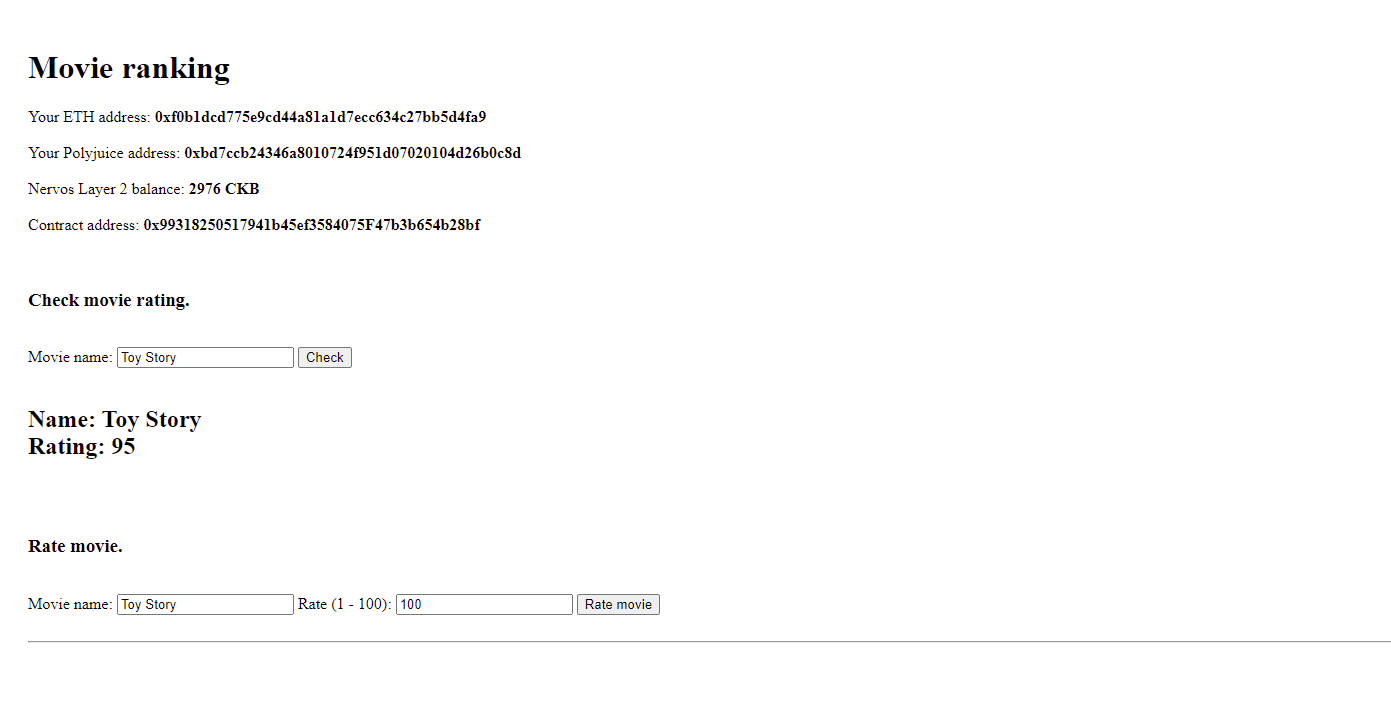 Movie ranking
Your ETH address: 0xf0b1dcd775e9cd44a81a1d7ecc634c27bb5d4fa9
Your Polyjuice address: 0xbd7ccb24346a8010724f951d07020104d26b0c8d
Nervos Layer 2 balance: 2976 CKB
Contract address: 0x99318250517941b45ef3584075F47b3b654b28bf
Check movie rating.
Movie name: Toy Story Check
Name: Toy Story
Rating: 95
Rate movie.
Movie name: Toy Story Rate (1 - 100): 100 Rate movie